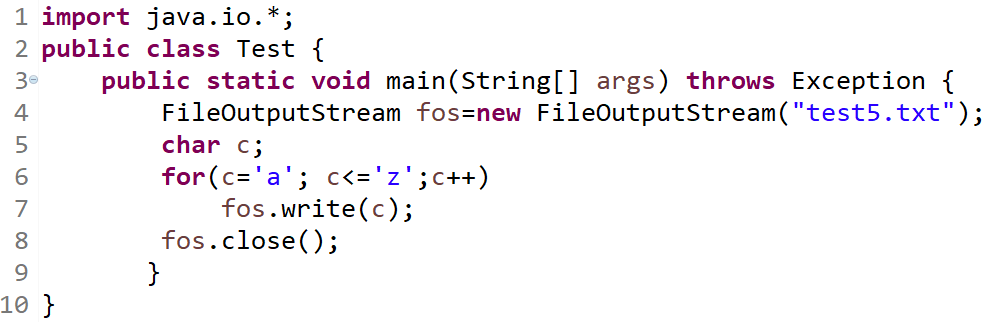 1 import java.io.*;
2 public class Test {
3     public static void main(String[] args) throws Exception {
4         FileOutputStream fos=new FileOutputStream("test5.txt");
5         char c;
6         for(c='a'; c<='z';c++)
7             fos.write(c);
8         fos.close();
9        }
10 }